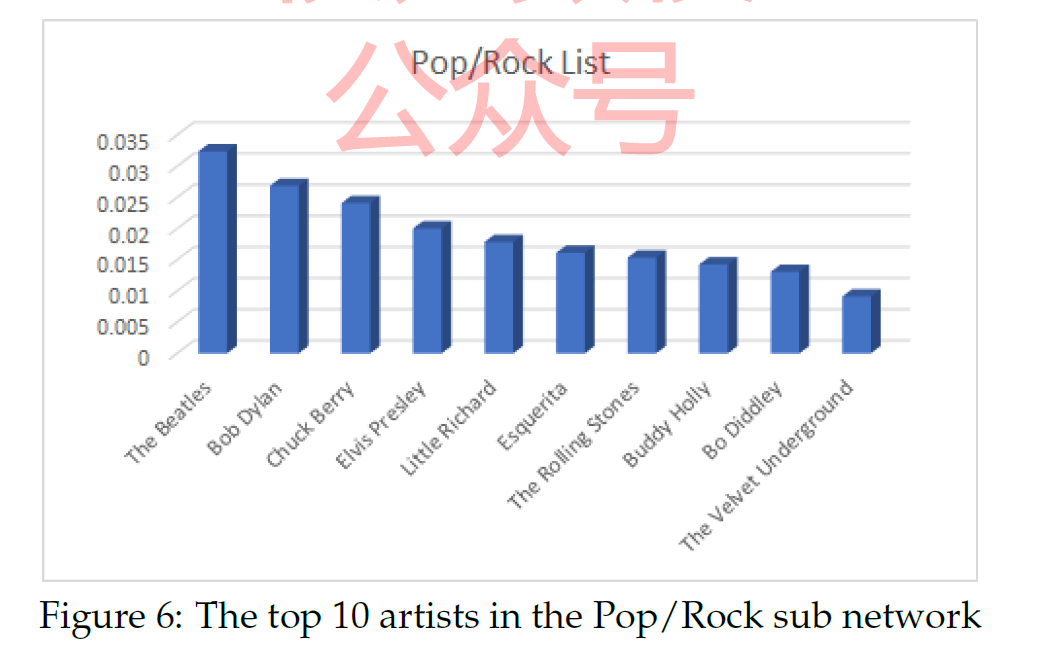 公众号
Pop/Rock List
0.035
0.03
0.025
0.02
0.015
0.01
0.005
0
The Beatles
Bob Dylan
Chuck Berry
Elvis Presley
Little Richard
Esquerita
The Rolling Stones
Buddy Holly
Bo Diddley
The Velvet Underground
Figure 6: The top 10 artists in the Pop/Rock sub network